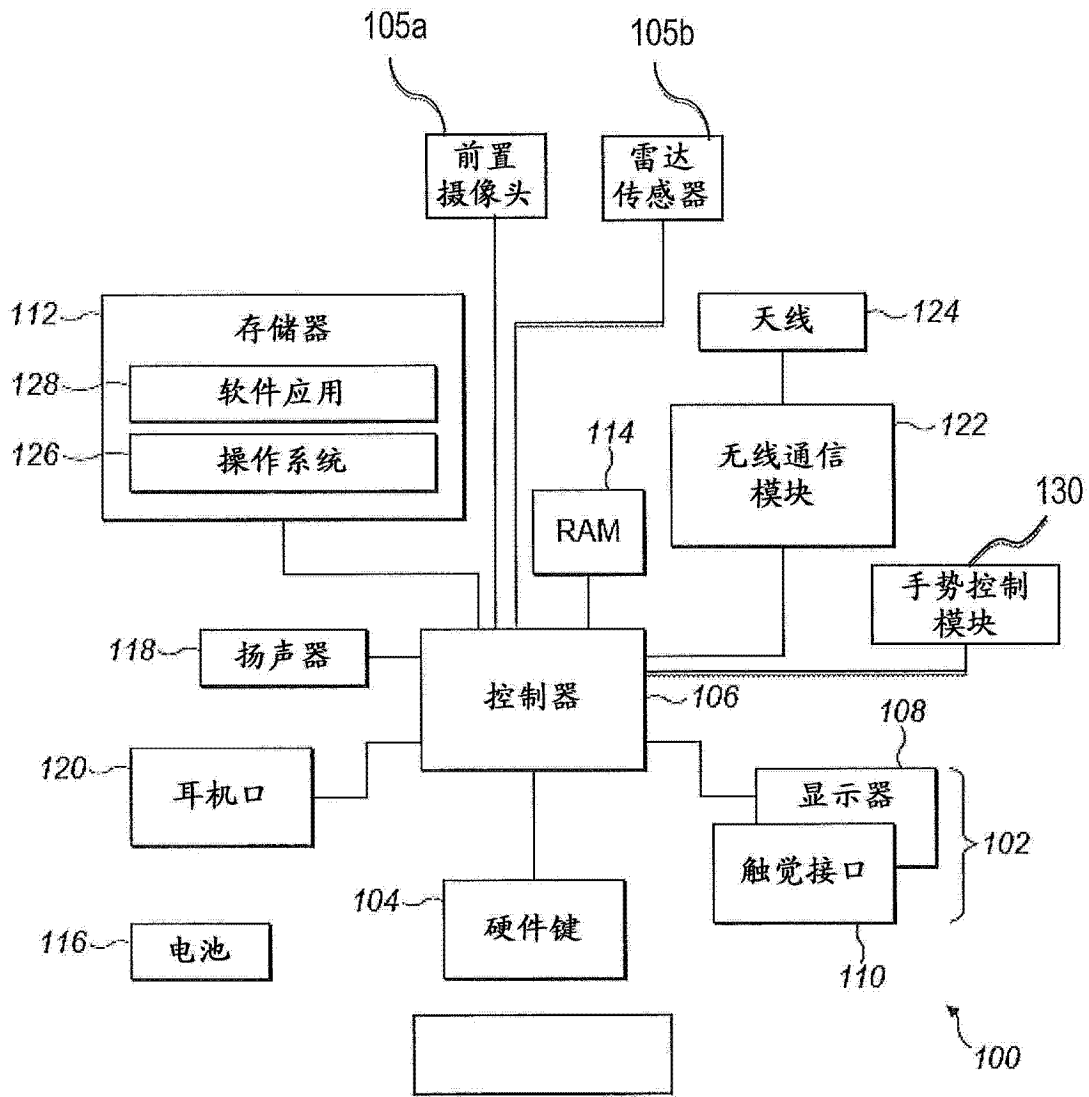 105a
105b
前置
摄像头
雷达
传感器
112
存储器
天线
124
128
软件应用
126
操作系统
114
无线通信
模块
122
RAM
130
手势控制
模块
118
扬声器
控制器
106
108
120
耳机口
显示器
102
触觉接口
104
硬件键
116
电池
110
100